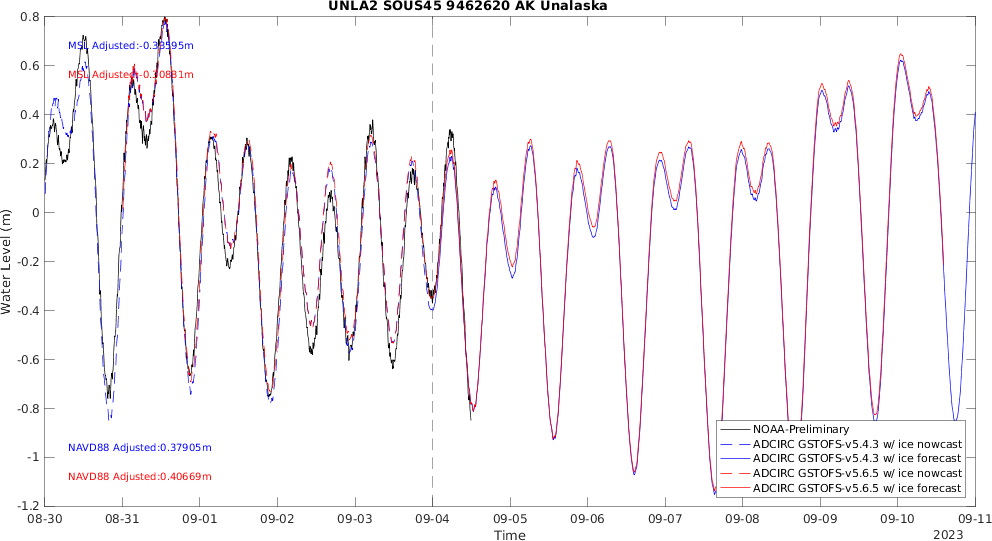 UNLA2 SOUS45 9462620 AK Unalaska
0.8
0.6
0.4
0.2
0
-0.2
-0.4
-0.6
-0.8
-1
-1.2
Water Level (m)
MSL Adjusted:-0.33595m
MSL Adjusted:-0.30831m
NAVD88 Adjusted:0.37905m
NAVD88 Adjusted:0.40669m
NOAA-Preliminary
ADCIRC GSTOFS-v5.4.3 w/ ice nowcast
ADCIRC GSTOFS-v5.4.3 w/ ice forecast
ADCIRC GSTOFS-v5.6.5 w/ ice nowcast
ADCIRC GSTOFS-v5.6.5 w/ ice forecast
08-30 08-31 09-01 09-02 09-03 09-04 09-05 09-06 09-07 09-08 09-09 09-10 09-11
Time
2023